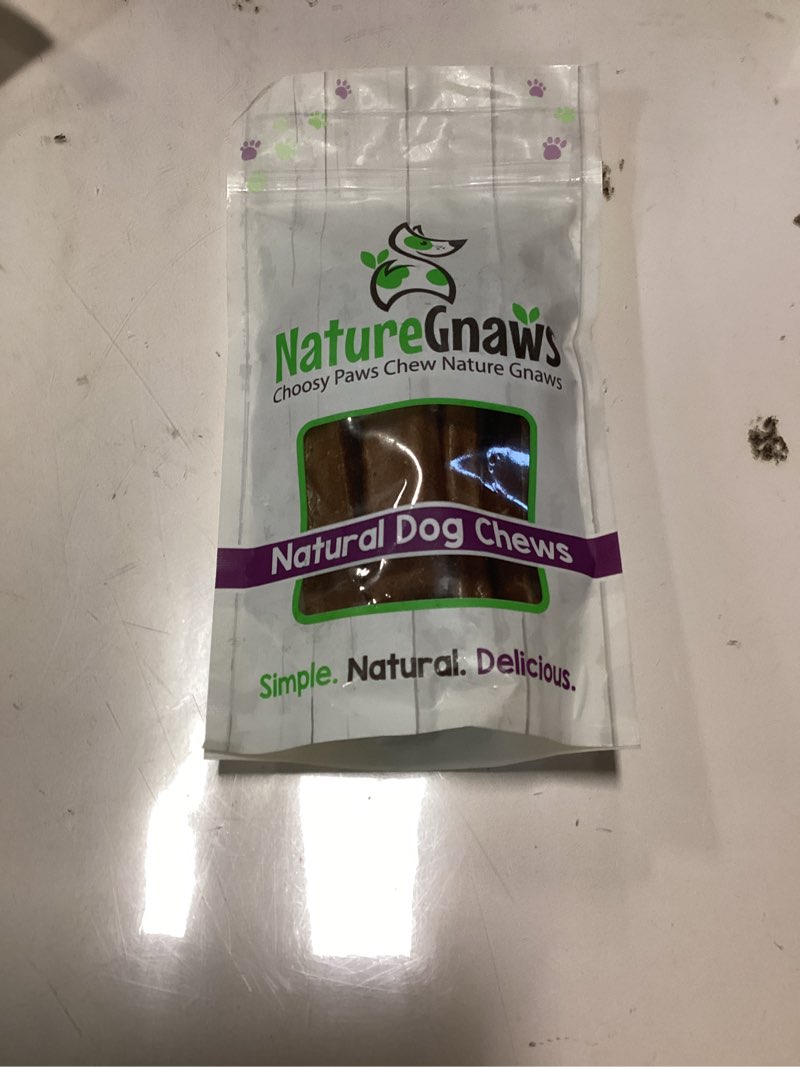 NatureGnaws
Choosy Paws Chew Nature Gnaws
Natural Dog Chews
Simple. Natural. Delicious.